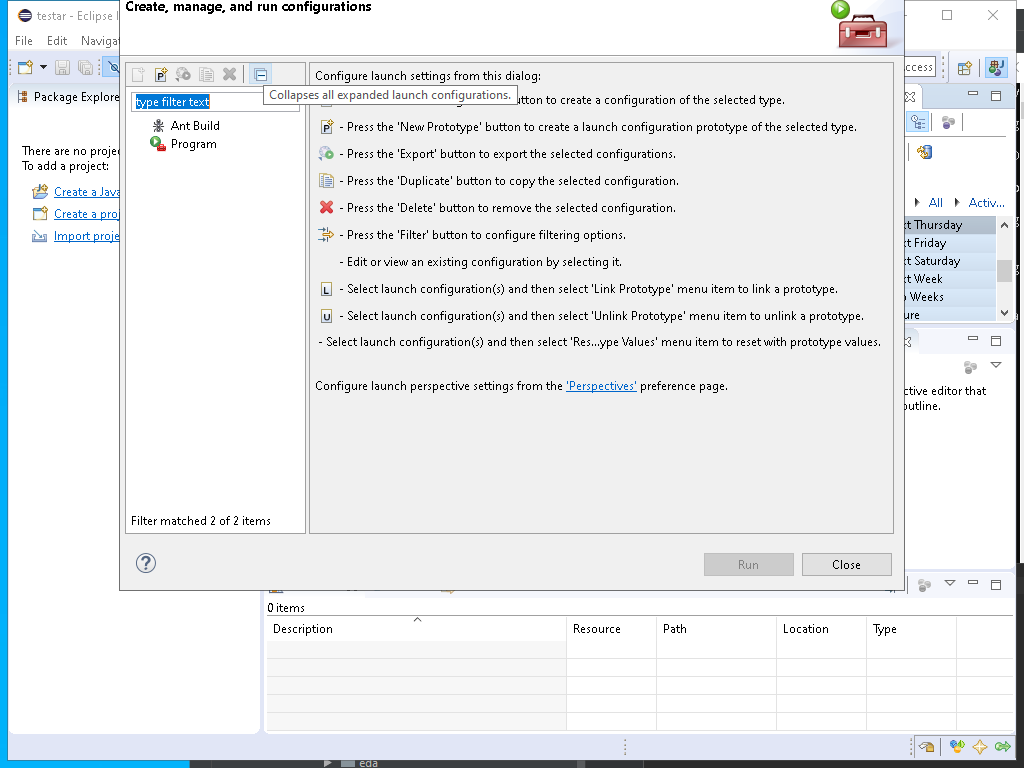 Create, manage, and run configurations
testar - Eclipse I
File Edit Naviga
Configure launch settings from this dialog:
ccess
Package Explore
type filter text
Collapses all expanded launch configurations.
utton to create a configuration of the selected type.
Ant Build
Program
- Press the 'New Prototype' button to create a launch configuration prototype of the selected type.
- Press the 'Export' button to export the selected configurations.
- Press the 'Duplicate' button to copy the selected configuration.
- Press the 'Delete' button to remove the selected configuration.
- Press the 'Filter' button to configure filtering options.
- Edit or view an existing configuration by selecting it.
L - Select launch configuration(s) and then select 'Link Prototype' menu item to link a prototype.
U - Select launch configuration(s) and then select 'Unlink Prototype' menu item to unlink a prototype.
- Select launch configuration(s) and then select 'Res...ype Values' menu item to reset with prototype values.
Configure launch perspective settings from the 'Perspectives' preference page.
There are no projec
To add a project:
Create a Java
Create a proj
Import proje
All Activ...
xt Thursday
xt Friday
xt Saturday
xt Week
o Weeks
ure
ctive editor that
outline.
Filter matched 2 of 2 items
? Run Close
0 items
Description Resource Path Location Type
eda